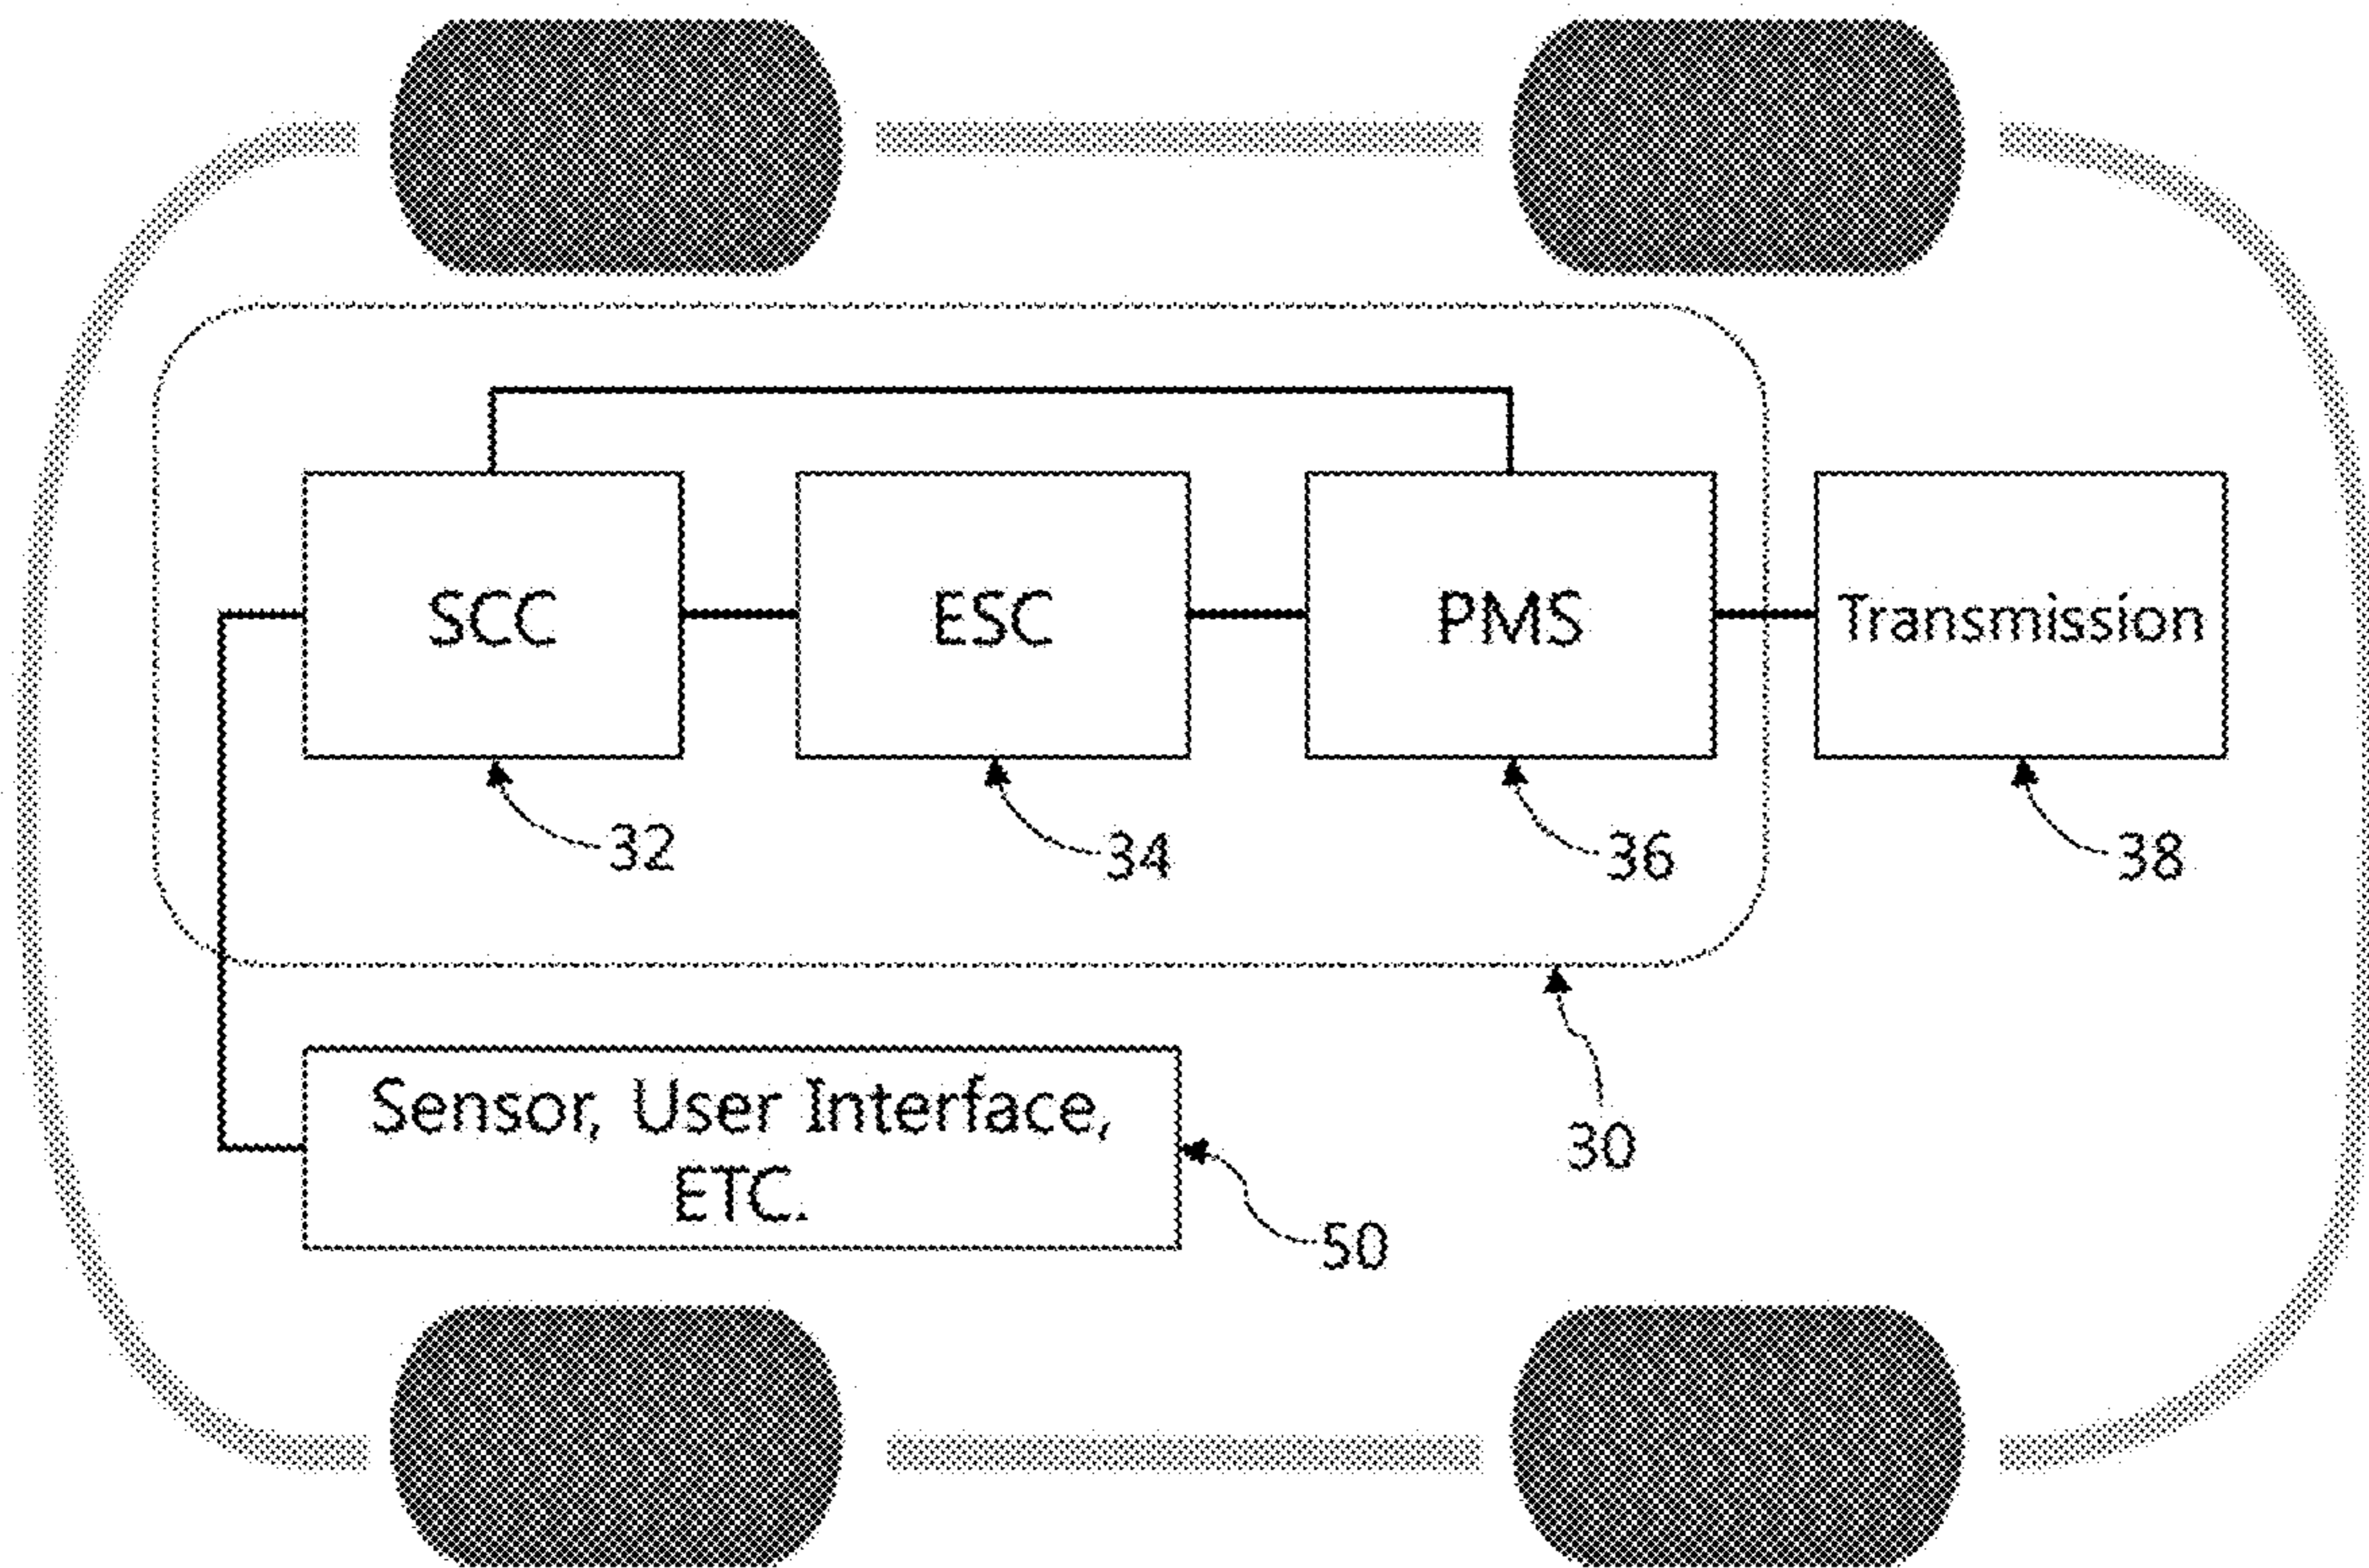 SCC
ESC
PMS
Transmission
32
34
36
38
Sensor, User Interface,
ETC.
30
50